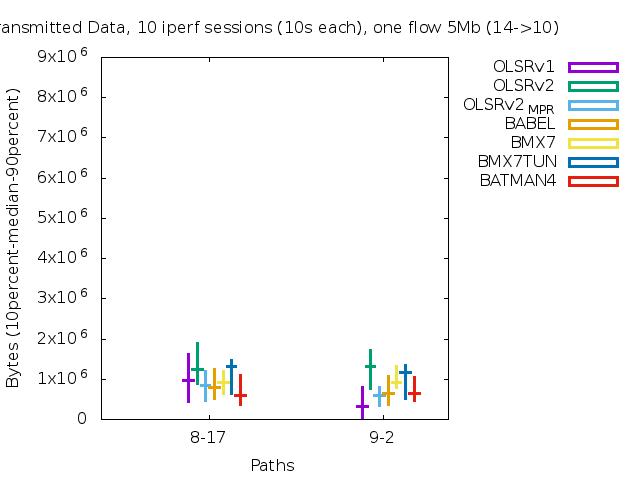 ransmitted Data, 10 iperf sessions (10s each), one flow 5Mb (14->10)
OLSRv1
OLSRv2
OLSRv2 MPR
BABEL
BMX7
BMX7TUN
BATMAN4
Bytes (10percent-median-90percent)
9x10^6
8x10^6
7x10^6
6x10^6
5x10^6
4x10^6
3x10^6
2x10^6
1x10^6
0
8-17
9-2
Paths